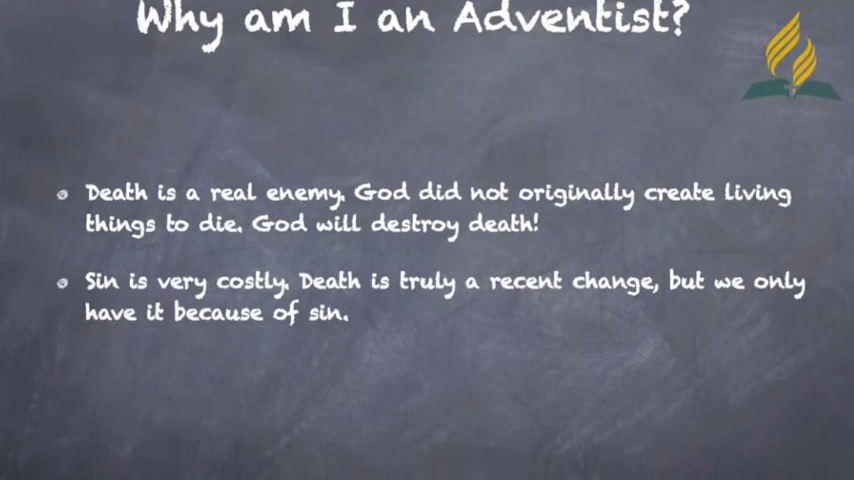 Why am I an Adventist?
Death is a real enemy. God did not originally create living
things to die. God will destroy death!
Sin is very costly. Death is truly a recent change, but we only
have it because of sin.